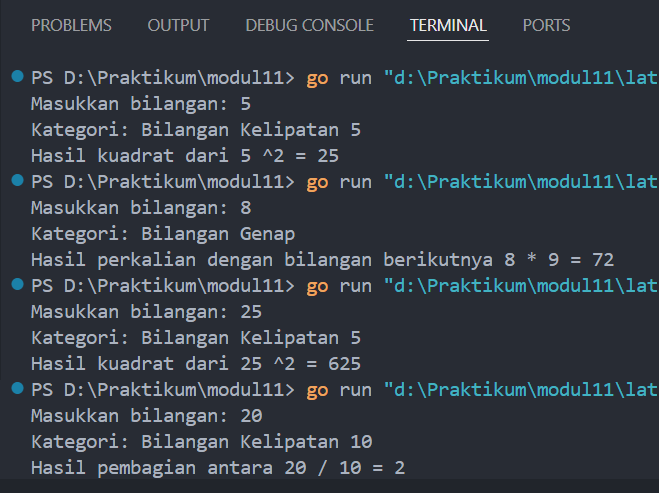 PROBLEMS OUTPUT DEBUG CONSOLE TERMINAL PORTS
PS D:\Praktikum\modul11> go run "d:\Praktikum\modul11\lat
Masukkan bilangan: 5
Kategori: Bilangan Kelipatan 5
Hasil kuadrat dari 5 ^2 = 25
PS D:\Praktikum\modul11> go run "d:\Praktikum\modul11\lat
Masukkan bilangan: 8
Kategori: Bilangan Genap
Hasil perkalian dengan bilangan berikutnya 8 * 9 = 72
PS D:\Praktikum\modul11> go run "d:\Praktikum\modul11\lat
Masukkan bilangan: 25
Kategori: Bilangan Kelipatan 5
Hasil kuadrat dari 25 ^2 = 625
PS D:\Praktikum\modul11> go run "d:\Praktikum\modul11\lat
Masukkan bilangan: 20
Kategori: Bilangan Kelipatan 10
Hasil pembagian antara 20 / 10 = 2